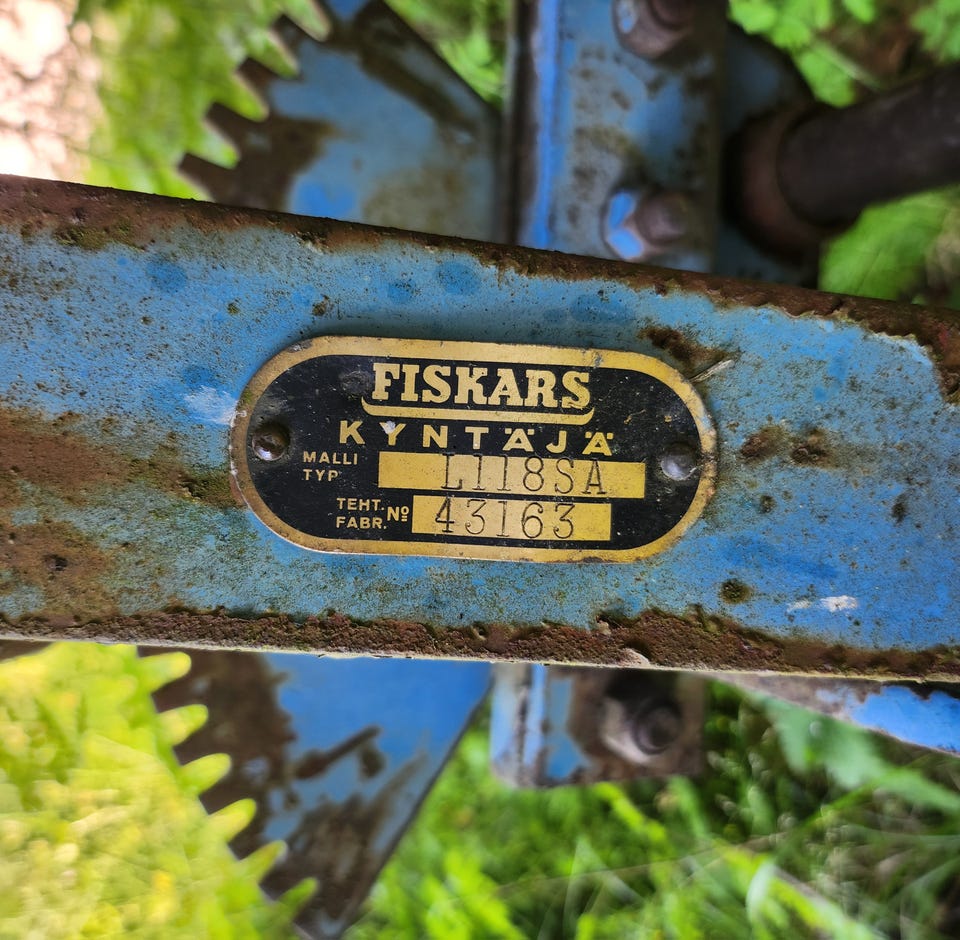 FISKARS
KYNTÄJÄ
MALLI
TYP L118SA
TEHT.
FABR. Nº 43163